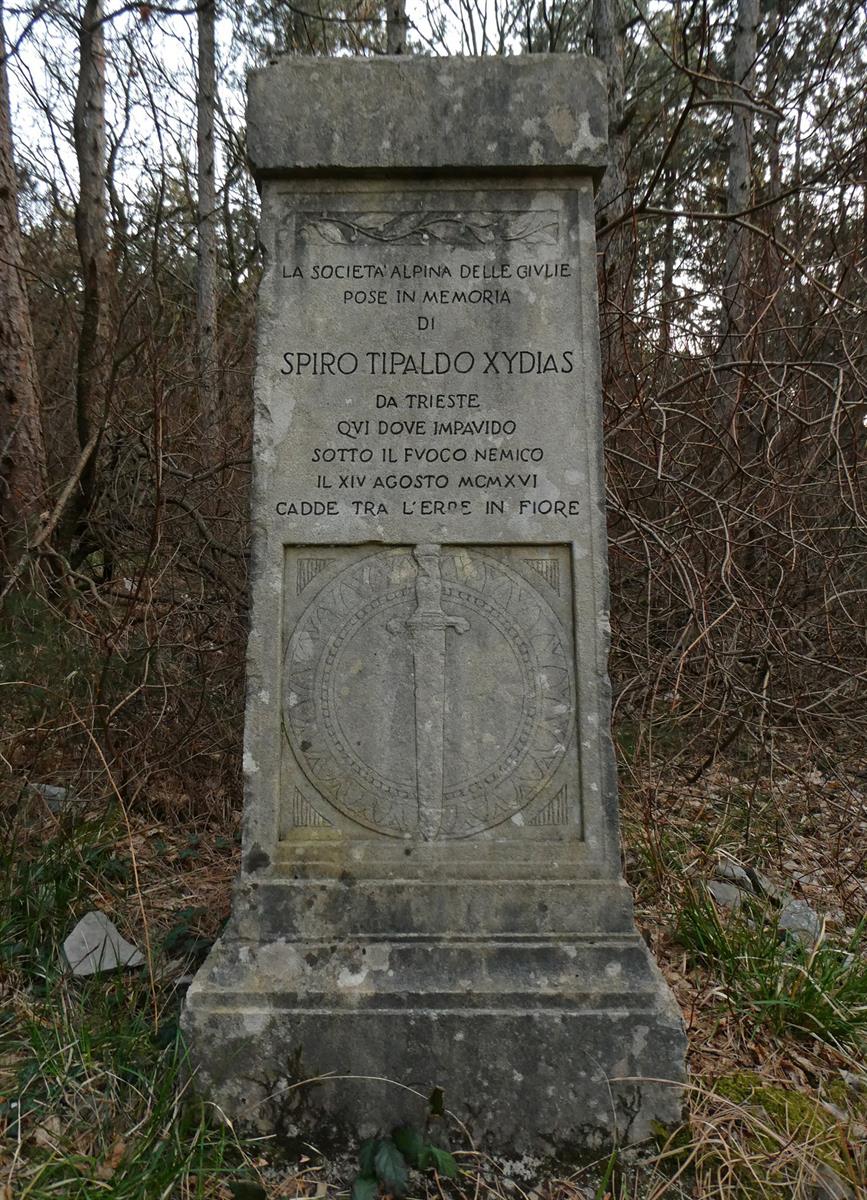 LA SOCIETA' ALPINA DELLE GIVLIE
POSE IN MEMORIA
DI
SPIRO TIPALDO XYDIAS
DA TRIESTE
QVI DOVE IMPAVIDO
SOTTO IL FVOCO NEMICO
IL XIV AGOSTO MCMXVI
CADDE TRA L'ERBE IN FIORE